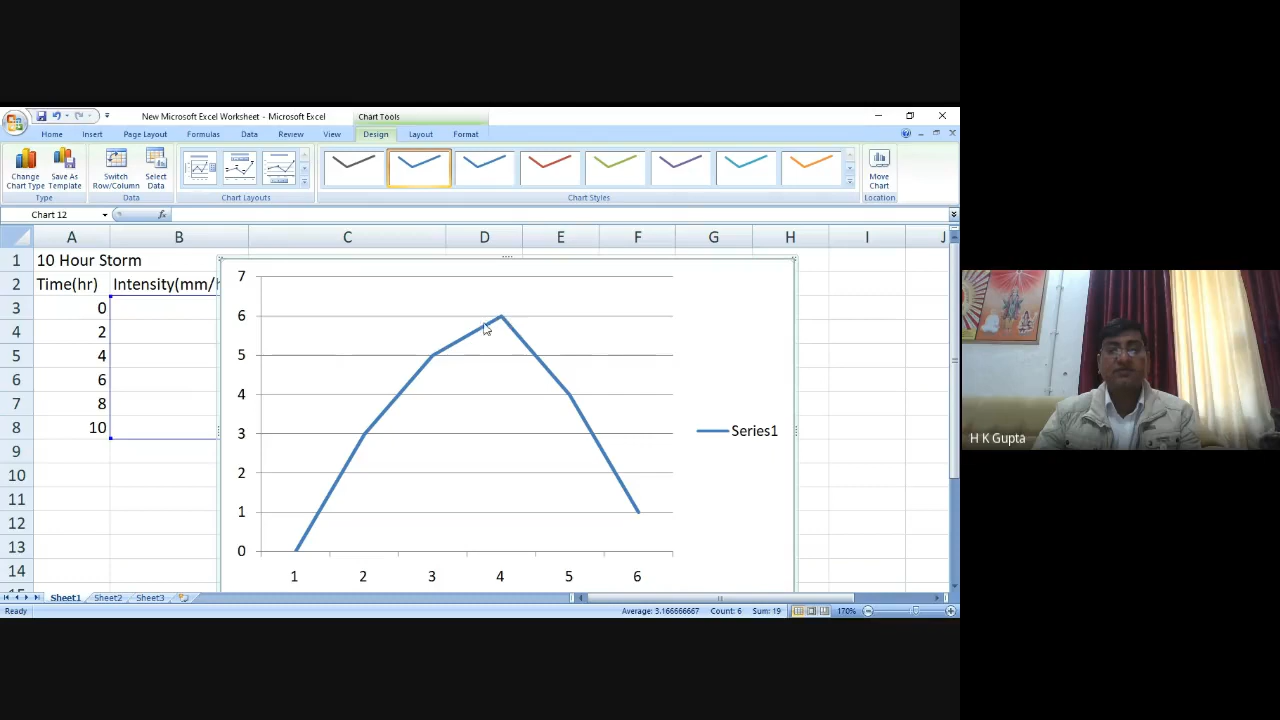 New Microsoft Excel Worksheet - Microsoft Excel
Chart Tools
Home Insert Page Layout Formulas Data Review View Design Layout Format
Change Chart Type
Save As Template
Switch Row/Column
Select Data
Move Chart
Type Data Chart Layouts Chart Styles Location
Chart 12
fx
A B C D E F G H I J
1 10 Hour Storm
2 Time(hr) Intensity(mm/h
3 0
4 2
5 4
6 6
7 8
8 10
9
10
11
12
13
14
7
6
5
4
3
2
1
0
1 2 3 4 5 6
Series1
H K Gupta
Sheet1 Sheet2 Sheet3
Ready
Average: 3.166666667 Count: 6 Sum: 19
170%